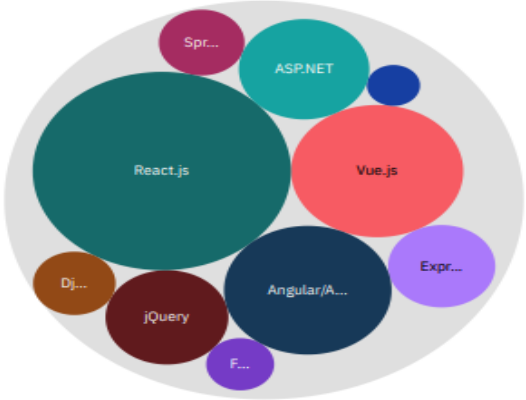 Spr...
ASP.NET
React.js
Vue.js
Expr...
Dj...
Angular/A...
jQuery
F...